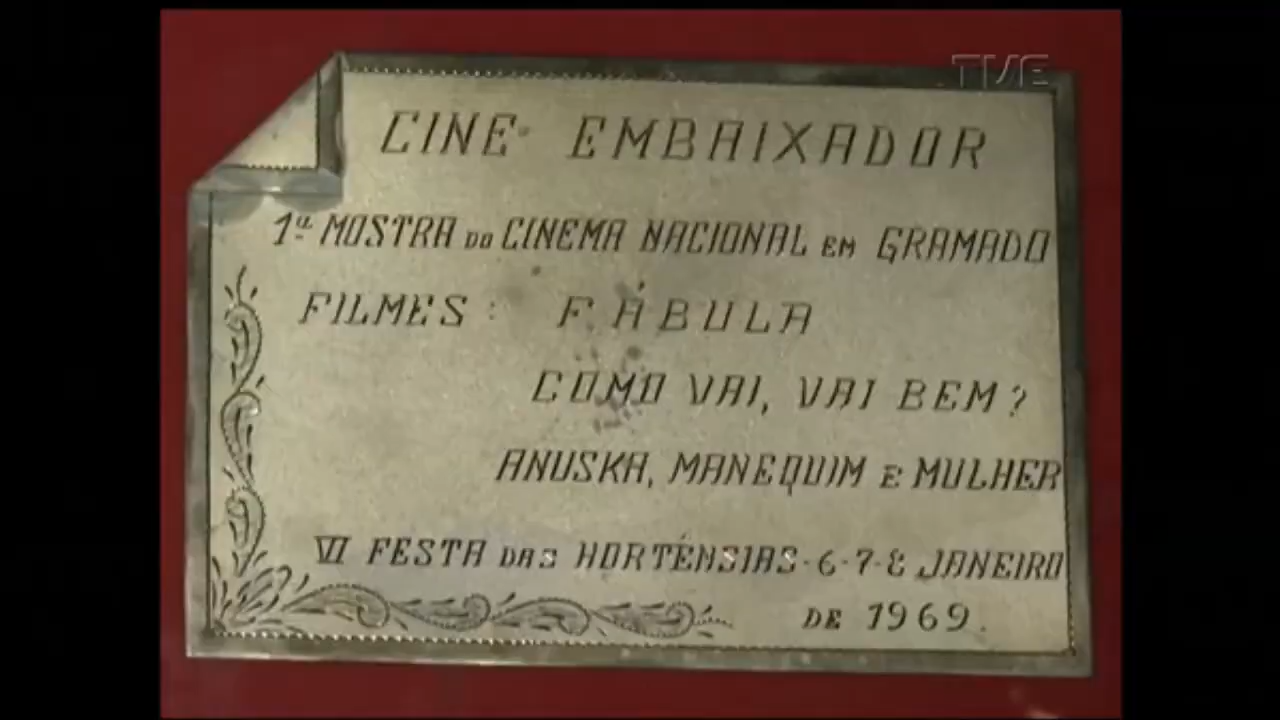 TVE
CINE EMBAIXADOR
1ª MOSTRA DO CINEMA NACIONAL EM GRAMADO
FILMES: FÁBULA
COMO VAI, VAI BEM?
ANUSKA, MANEQUIM E MULHER
VI FESTA DAS HORTÉNSIAS-6-7-8 JANEIRO
DE 1969.